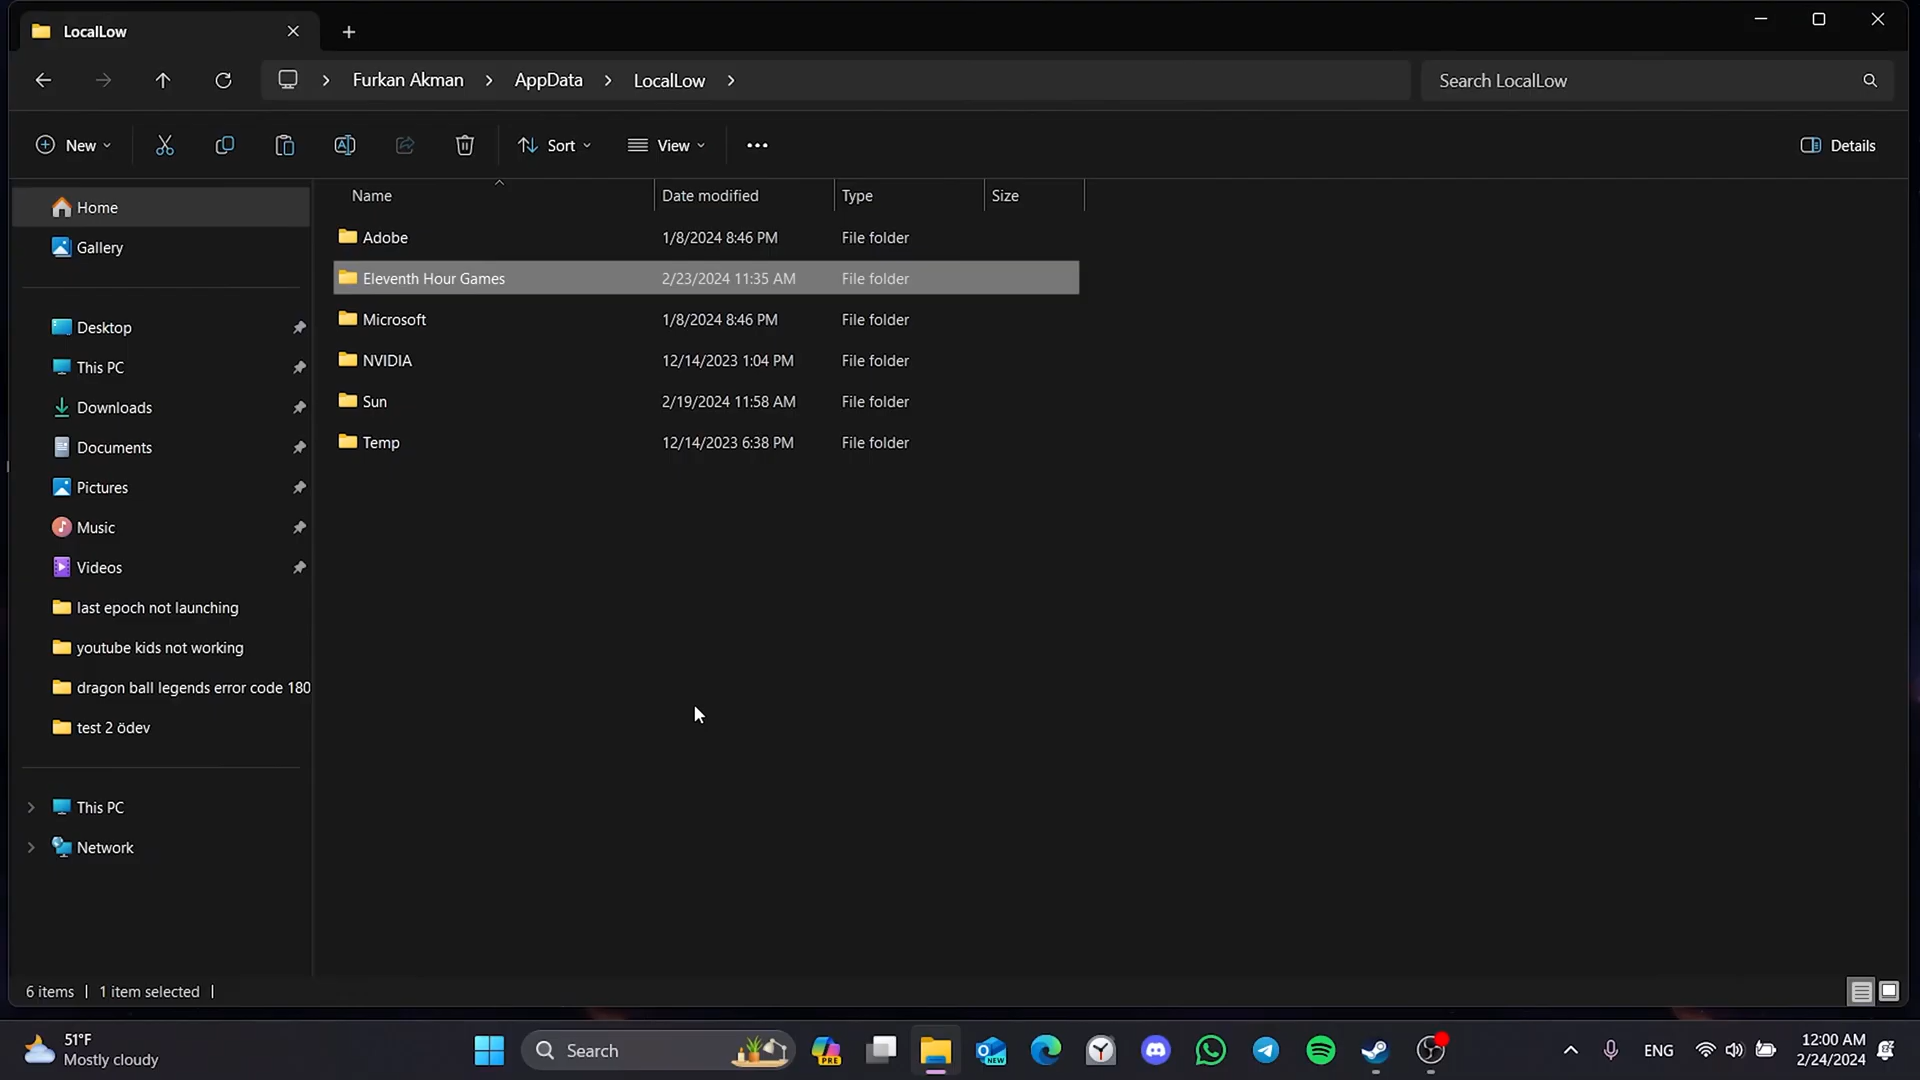 LocalLow
Furkan Akman
AppData
LocalLow
Search LocalLow
New
Sort
View
Details
Name
Date modified
Type
Size
Home
Gallery
Desktop
This PC
Downloads
Documents
Pictures
Music
Videos
last epoch not launching
youtube kids not working
dragon ball legends error code 180
test 2 ödev
This PC
Network
Adobe 1/8/2024 8:46 PM File folder
Eleventh Hour Games 2/23/2024 11:35 AM File folder
Microsoft 1/8/2024 8:46 PM File folder
NVIDIA 12/14/2023 1:04 PM File folder
Sun 2/19/2024 11:58 AM File folder
Temp 12/14/2023 6:38 PM File folder
6 items | 1 item selected |
51°F
Mostly cloudy
Search
PRE
NEW
ENG
12:00 AM
2/24/2024